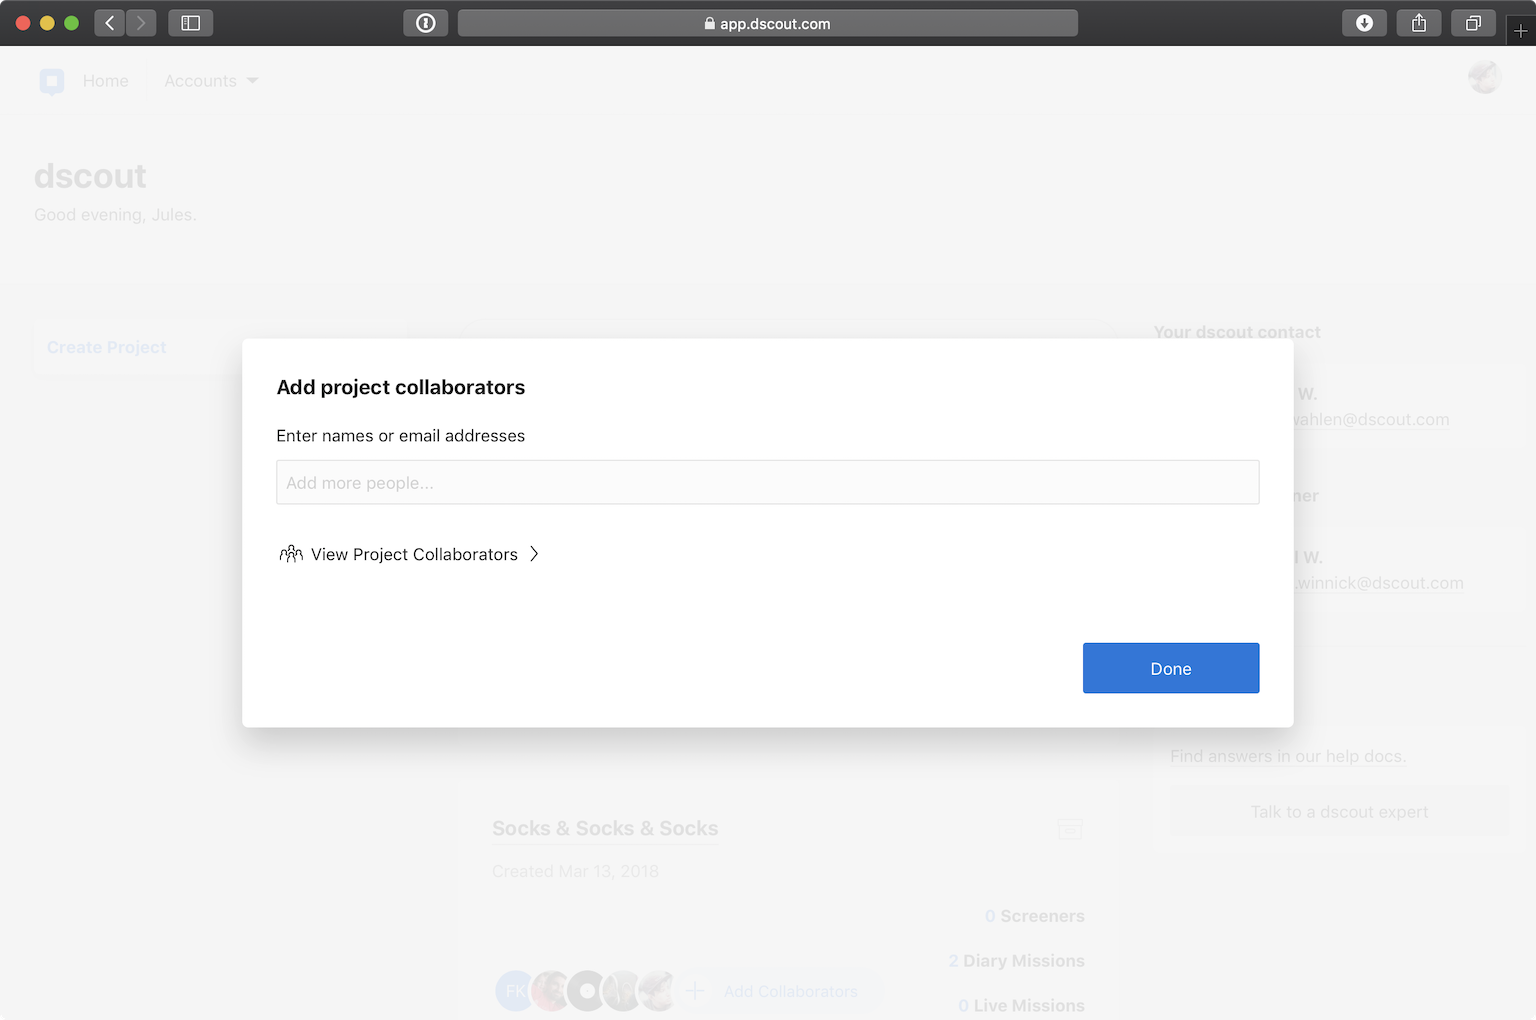 app.dscout.com
Home
Accounts
dscout
Good evening, Jules.
Create Project
Your dscout contact
Add project collaborators
W.
Enter names or email addresses
wahlen@dscout.com
Add more people...
View Project Collaborators
W.
.winnick@dscout.com
Done
Find answers in our help docs.
Talk to a dscout expert
Socks & Socks & Socks
Created Mar 13, 2018
0 Screeners
2 Diary Missions
FK
Add Collaborators
0 Live Missions